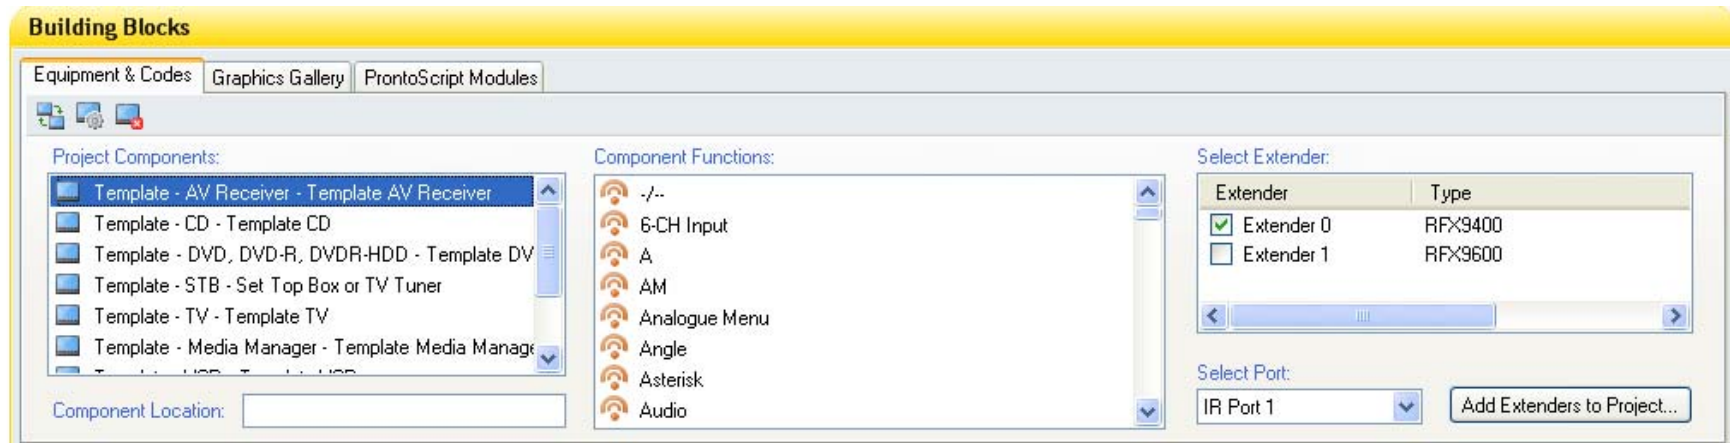 Building Blocks
Equipment & Codes
Graphics Gallery
ProntoScript Modules
Project Components:
Template - AV Receiver - Template AV Receiver
Template - CD - Template CD
Template - DVD, DVD-R, DVDR-HDD - Template DV
Template - STB - Set Top Box or TV Tuner
Template - TV - Template TV
Template - Media Manager - Template Media Manage
Component Location:
Component Functions:
-/--
6-CH Input
A
AM
Analogue Menu
Angle
Asterisk
Audio
Select Extender:
Extender Type
Extender 0 RFX9400
Extender 1 RFX9600
Select Port:
IR Port 1
Add Extenders to Project...